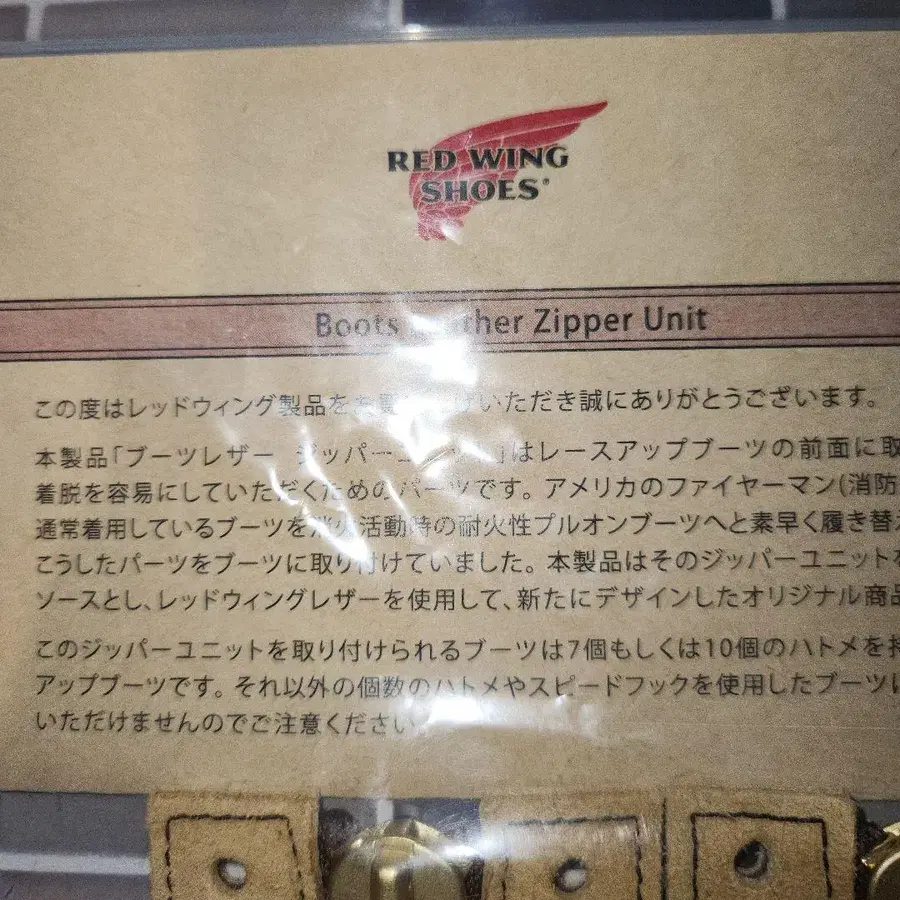 RED WING
SHOES®
Boots Zipper Unit
この度はレッドウィング製品を いただき誠にありがとうございます。
本製品「ブーツレザー ジッパー 」はレースアップブーツの前面に取
着脱を容易にしていただくためのパーツです。アメリカのファイヤーマン(消防
通常着用しているブーツを消火活動時の耐火性プルオンブーツへと素早く履き替
こうしたパーツをブーツに取り付けていました。本製品はそのジッパーユニットを
ソースとし、レッドウィングレザーを使用して、新たにデザインしたオリジナル商品
このジッパーユニットを取り付けられるブーツは7個もしくは10個のハトメを持
アップブーツです。それ以外の個数のハトメやスピードフックを使用したブーツに
いただけませんのでご注意ください